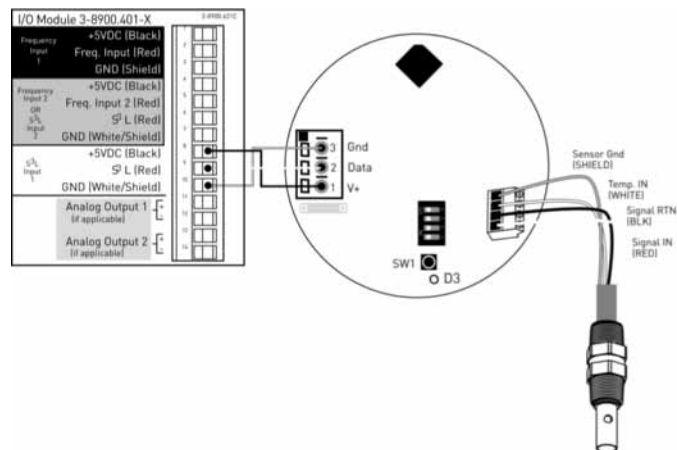 I/O Module 3-8900.401-X
3-8900.621C
Frequency
Input
1
+5VDC (Black)
Freq. Input (Red)
GND (Shield)
Frequency
Input 2
OR
S³L
Input
2
+5VDC (Black)
Freq. Input 2 (Red)
S³ L (Red)
GND (White/Shield)
S³L
Input
1
+5VDC (Black)
S³ L (Red)
GND (White/Shield)
Analog Output 1
(if applicable)
+
-
Analog Output 2
(if applicable)
+
-
1
2
3
4
5
6
7
8
9
10
11
12
13
14
3 Gnd
2 Data
1 V+
SW1
D3
Sensor Gnd
(SHIELD)
Temp. IN
(WHITE)
Signal RTN
(BLK)
Signal IN
(RED)